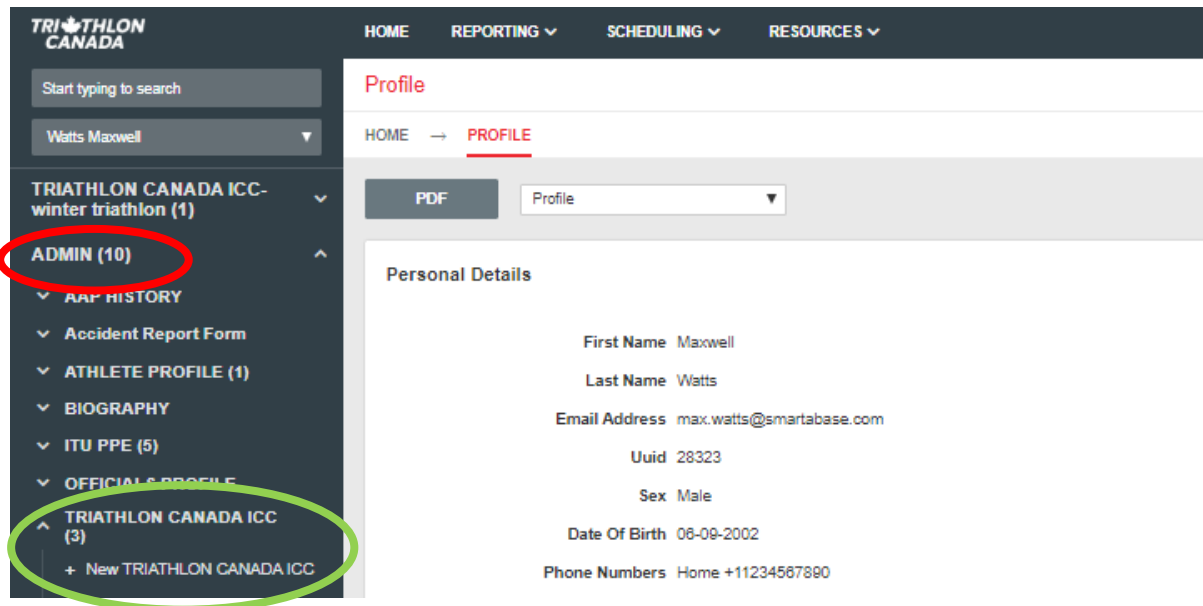 TRI THLON
CANADA
HOME REPORTING SCHEDULING RESOURCES
Start typing to search
Watts Maxwell
Profile
HOME → PROFILE
TRIATHLON CANADA ICC-
winter triathlon (1)
ADMIN (10)
AAP HISTORY
Accident Report Form
ATHLETE PROFILE (1)
BIOGRAPHY
ITU PPE (5)
OFFICIALS PROFILE
TRIATHLON CANADA ICC
(3)
+ New TRIATHLON CANADA ICC
PDF Profile
Personal Details
First Name Maxwell
Last Name Watts
Email Address max.watts@smartabase.com
Uuid 28323
Sex Male
Date Of Birth 06-09-2002
Phone Numbers Home +11234567890